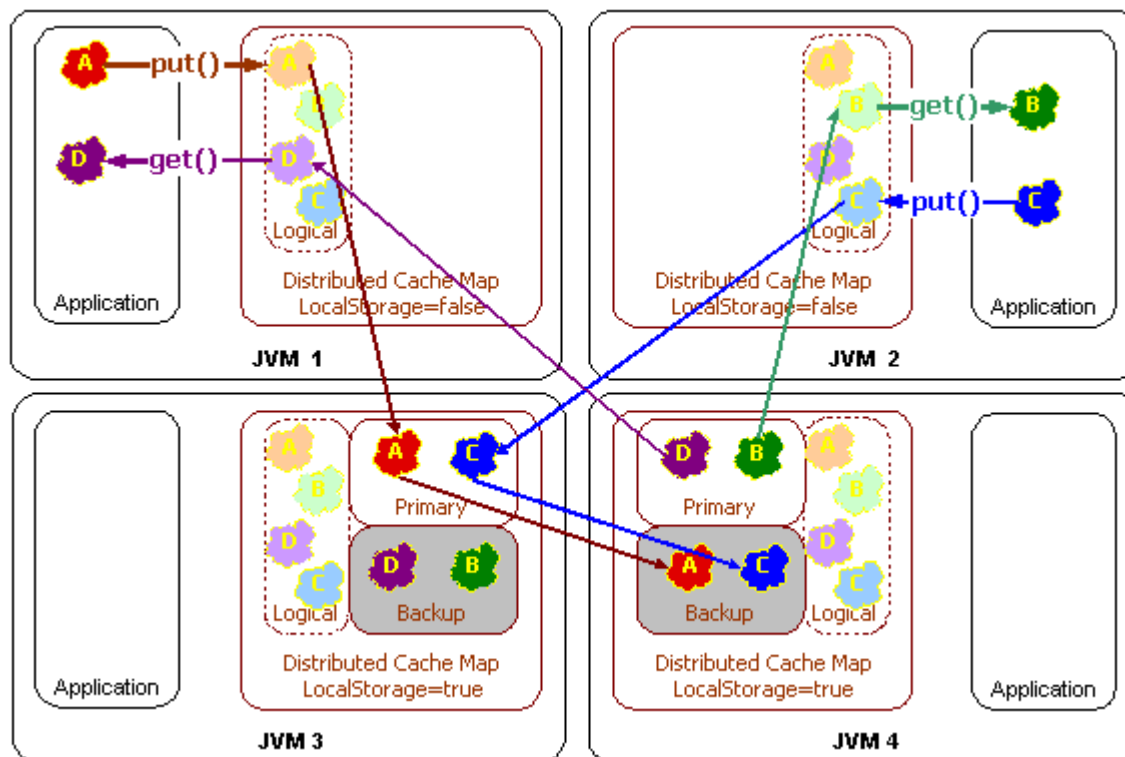 A put() A
B
D get() D
C
Logical
Distributed Cache Map
LocalStorage=false
Application
JVM 1
A
B get() B
D
C put() C
Logical
Distributed Cache Map
LocalStorage=false
Application
JVM 2
A
B
D
C
Logical
A C
Primary
D B
Backup
Distributed Cache Map
LocalStorage=true
Application
JVM 3
D B
Primary
A C
Backup
A
B
D
C
Logical
Distributed Cache Map
LocalStorage=true
Application
JVM 4